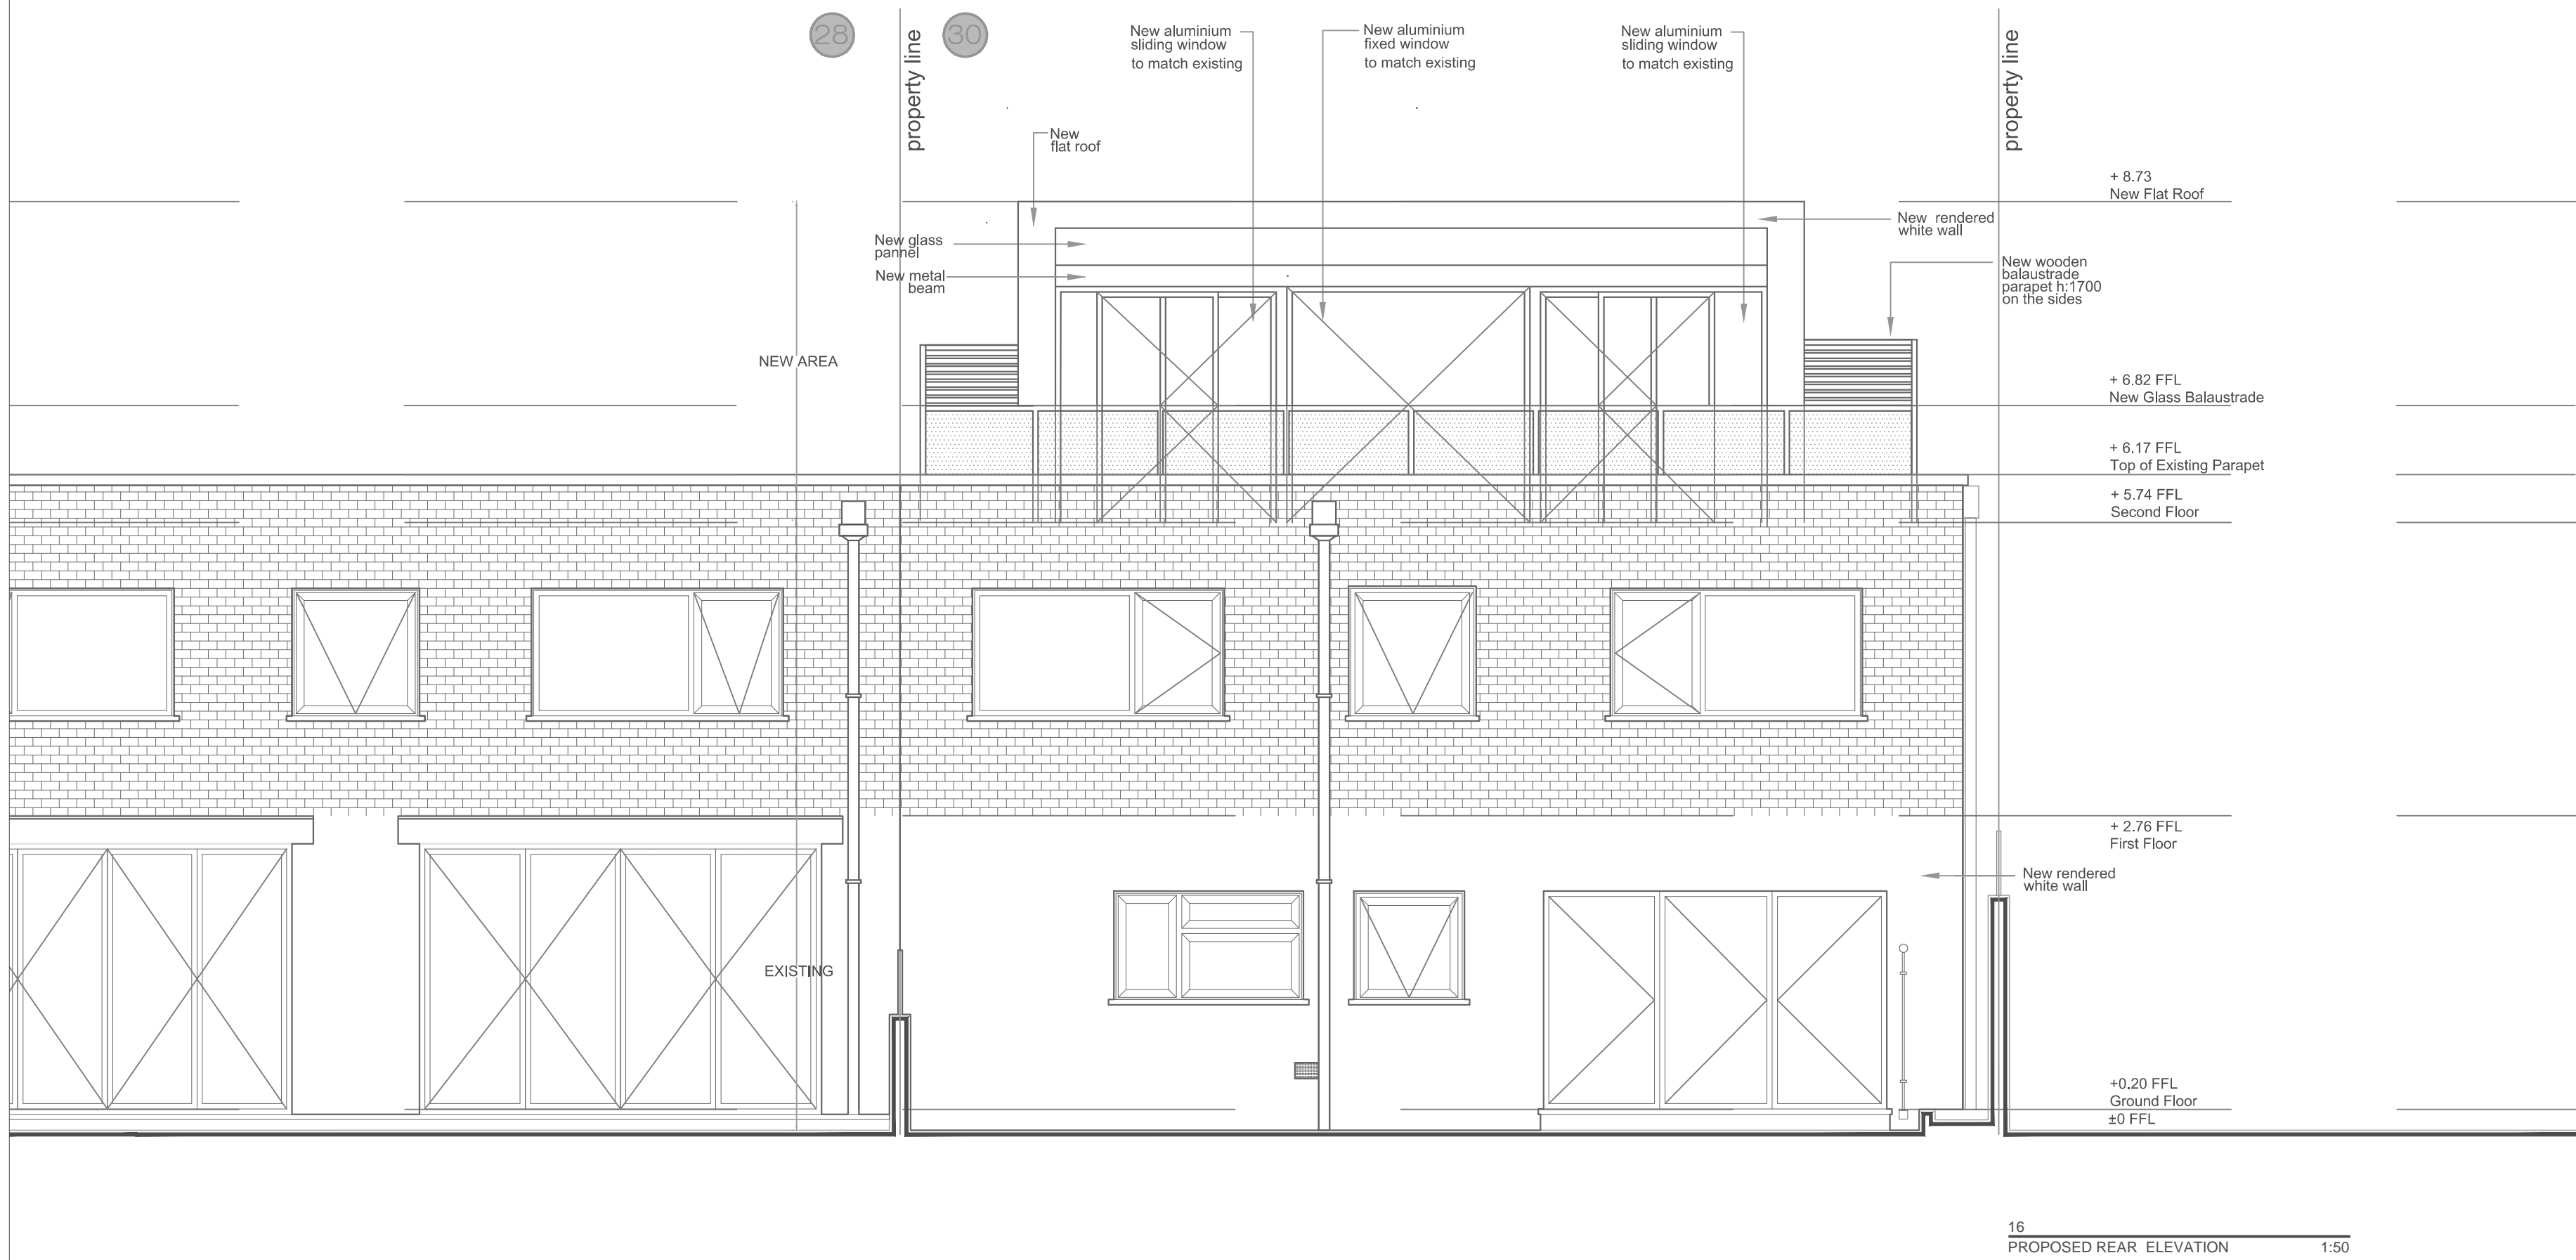 28
property line
30
New aluminium
sliding window
to match existing
New aluminium
fixed window
to match existing
New aluminium
sliding window
to match existing
property line
New
flat roof
+ 8.73
New Flat Roof
New rendered
white wall
New glass
pannel
New metal
beam
New wooden
balaustrade
parapet h:1700
on the sides
NEW AREA
+ 6.82 FFL
New Glass Balaustrade
+ 6.17 FFL
Top of Existing Parapet
+ 5.74 FFL
Second Floor
+ 2.76 FFL
First Floor
New rendered
white wall
EXISTING
+0.20 FFL
Ground Floor
±0 FFL
16
PROPOSED REAR ELEVATION 1:50